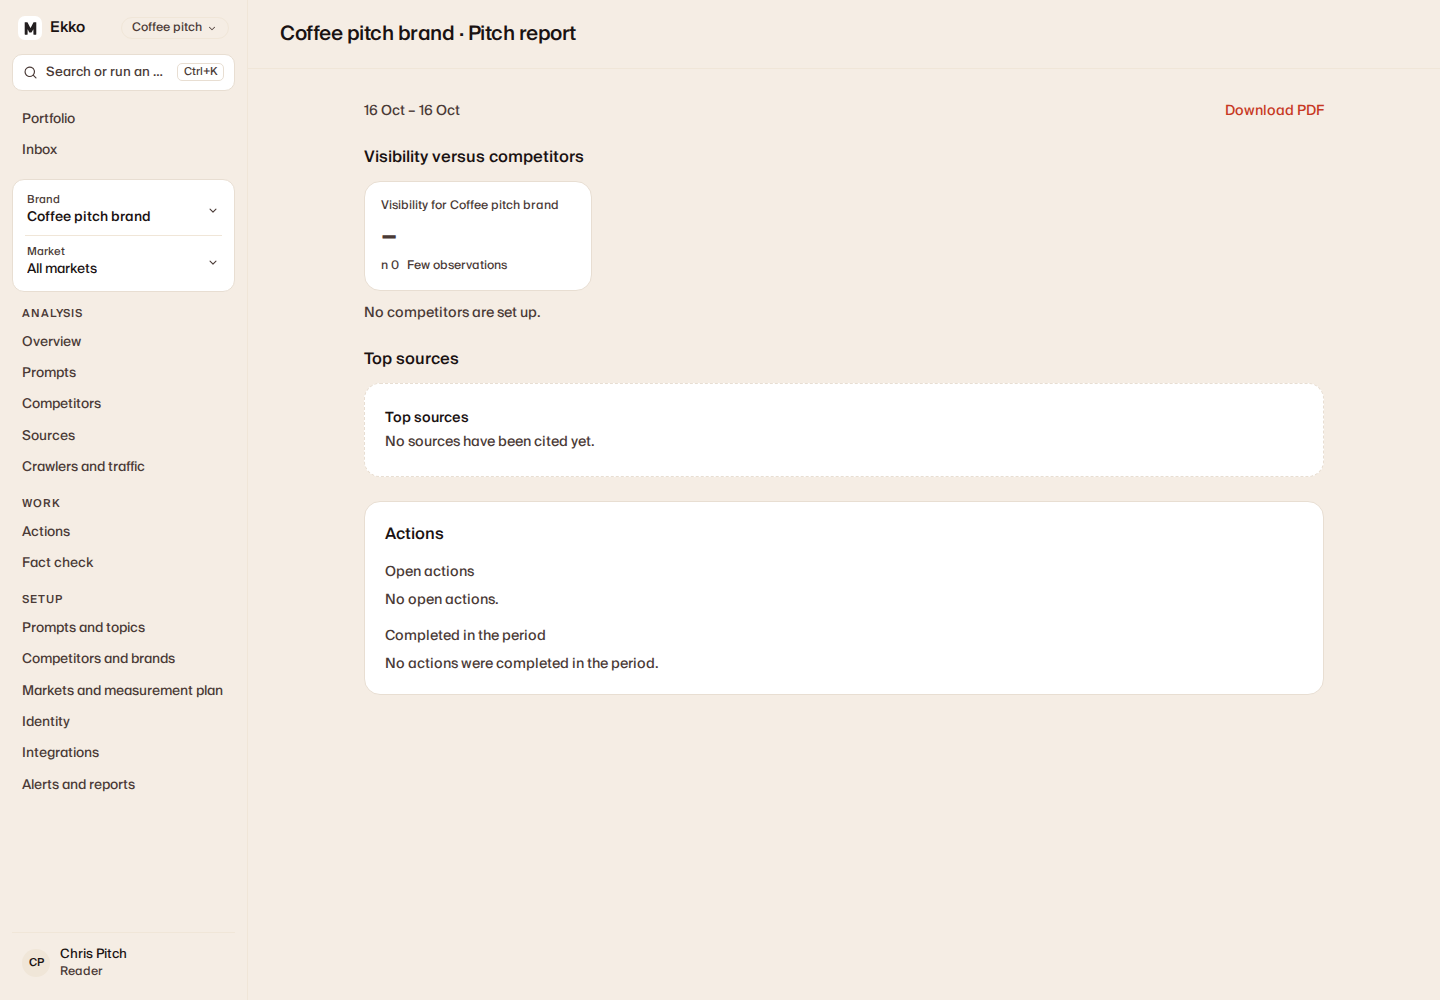 Ekko
Coffee pitch
Search or run an ...
Ctrl+K
Portfolio
Inbox
Brand
Coffee pitch brand
Market
All markets
ANALYSIS
Overview
Prompts
Competitors
Sources
Crawlers and traffic
WORK
Actions
Fact check
SETUP
Prompts and topics
Competitors and brands
Markets and measurement plan
Identity
Integrations
Alerts and reports
CP
Chris Pitch
Reader
Coffee pitch brand · Pitch report
16 Oct – 16 Oct
Download PDF
Visibility versus competitors
Visibility for Coffee pitch brand
–
n 0 Few observations
No competitors are set up.
Top sources
Top sources
No sources have been cited yet.
Actions
Open actions
No open actions.
Completed in the period
No actions were completed in the period.